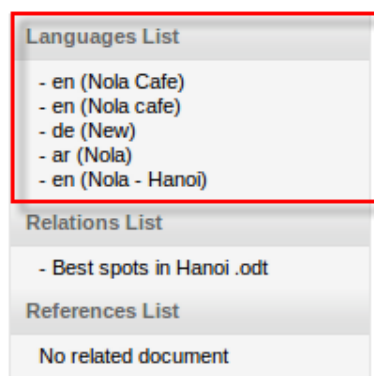 Languages List
- en (Nola Cafe)
- en (Nola cafe)
- de (New)
- ar (Nola)
- en (Nola - Hanoi)
Relations List
- Best spots in Hanoi .odt
References List
No related document